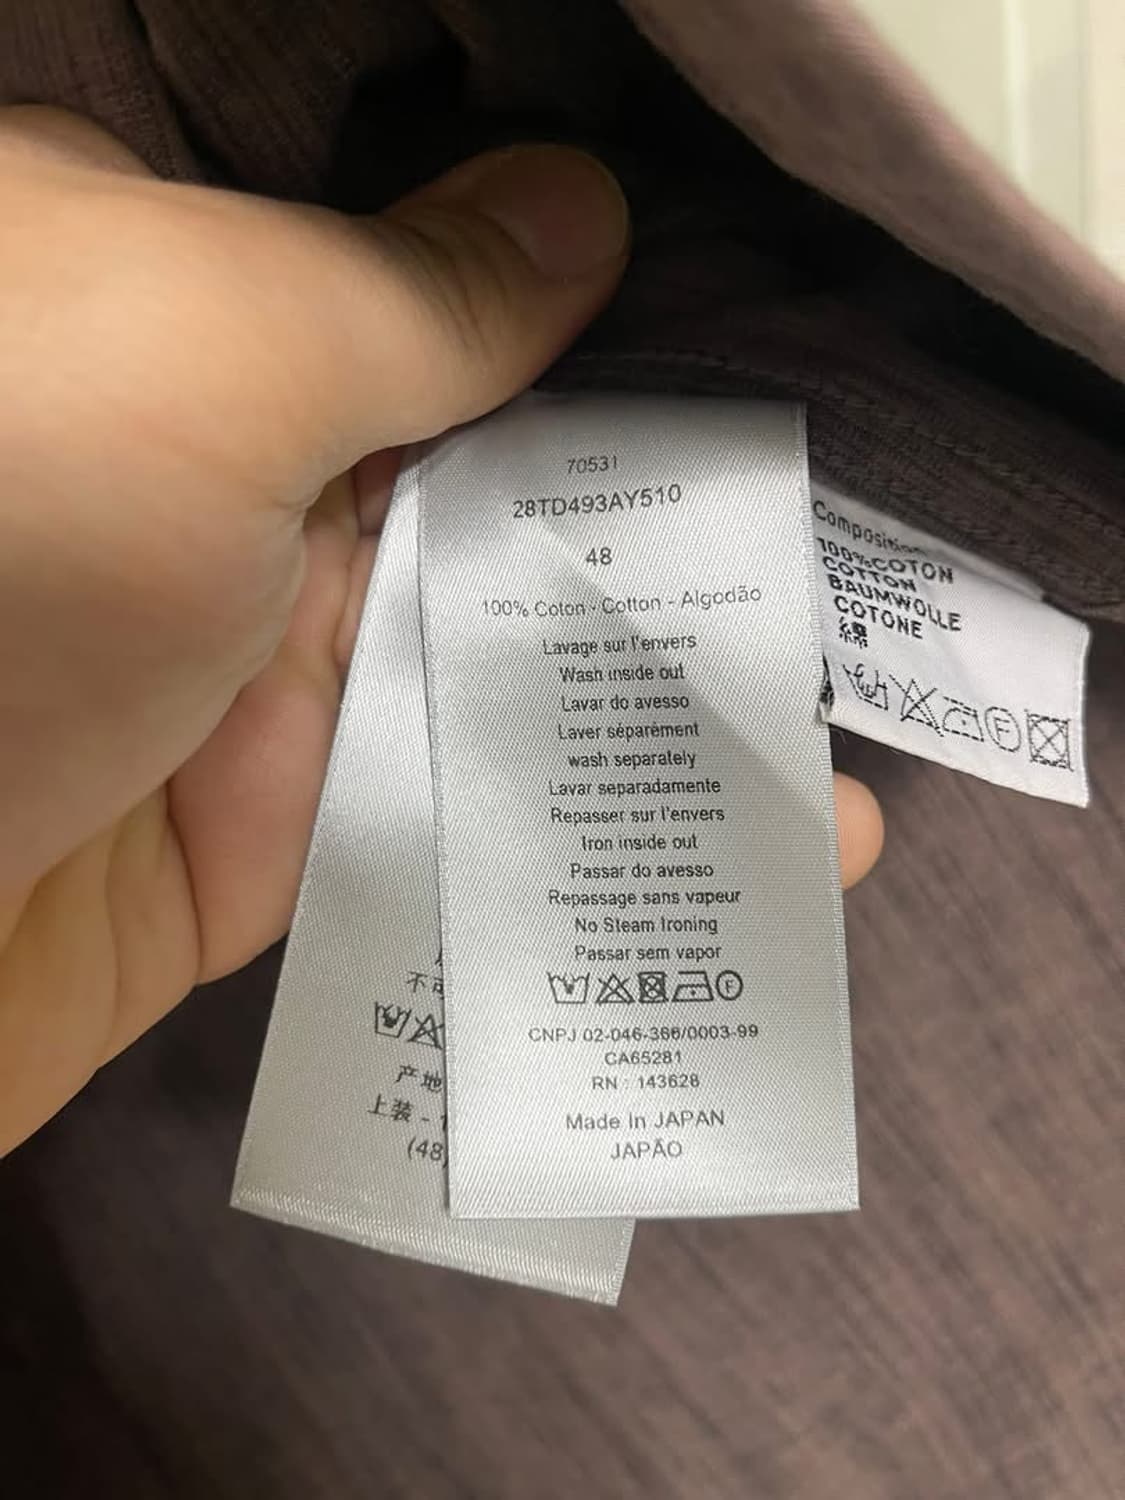 70531
28TD493AY510
48
100% Coton - Cotton - Algodão
Lavage sur l'envers
Wash inside out
Lavar do avesso
Laver séparément
wash separately
Lavar separadamente
Repasser sur l'envers
Iron inside out
Passar do avesso
Repassage sans vapeur
No Steam Ironing
Passar sem vapor
F
CNPJ 02-046-366/0003-99
CA65281
RN : 143628
Made In JAPAN
JAPÃO
Composition
100%COTON
COTTON
BAUMWOLLE
COTONE
綿
F
不可
产地
上装 -
(48)